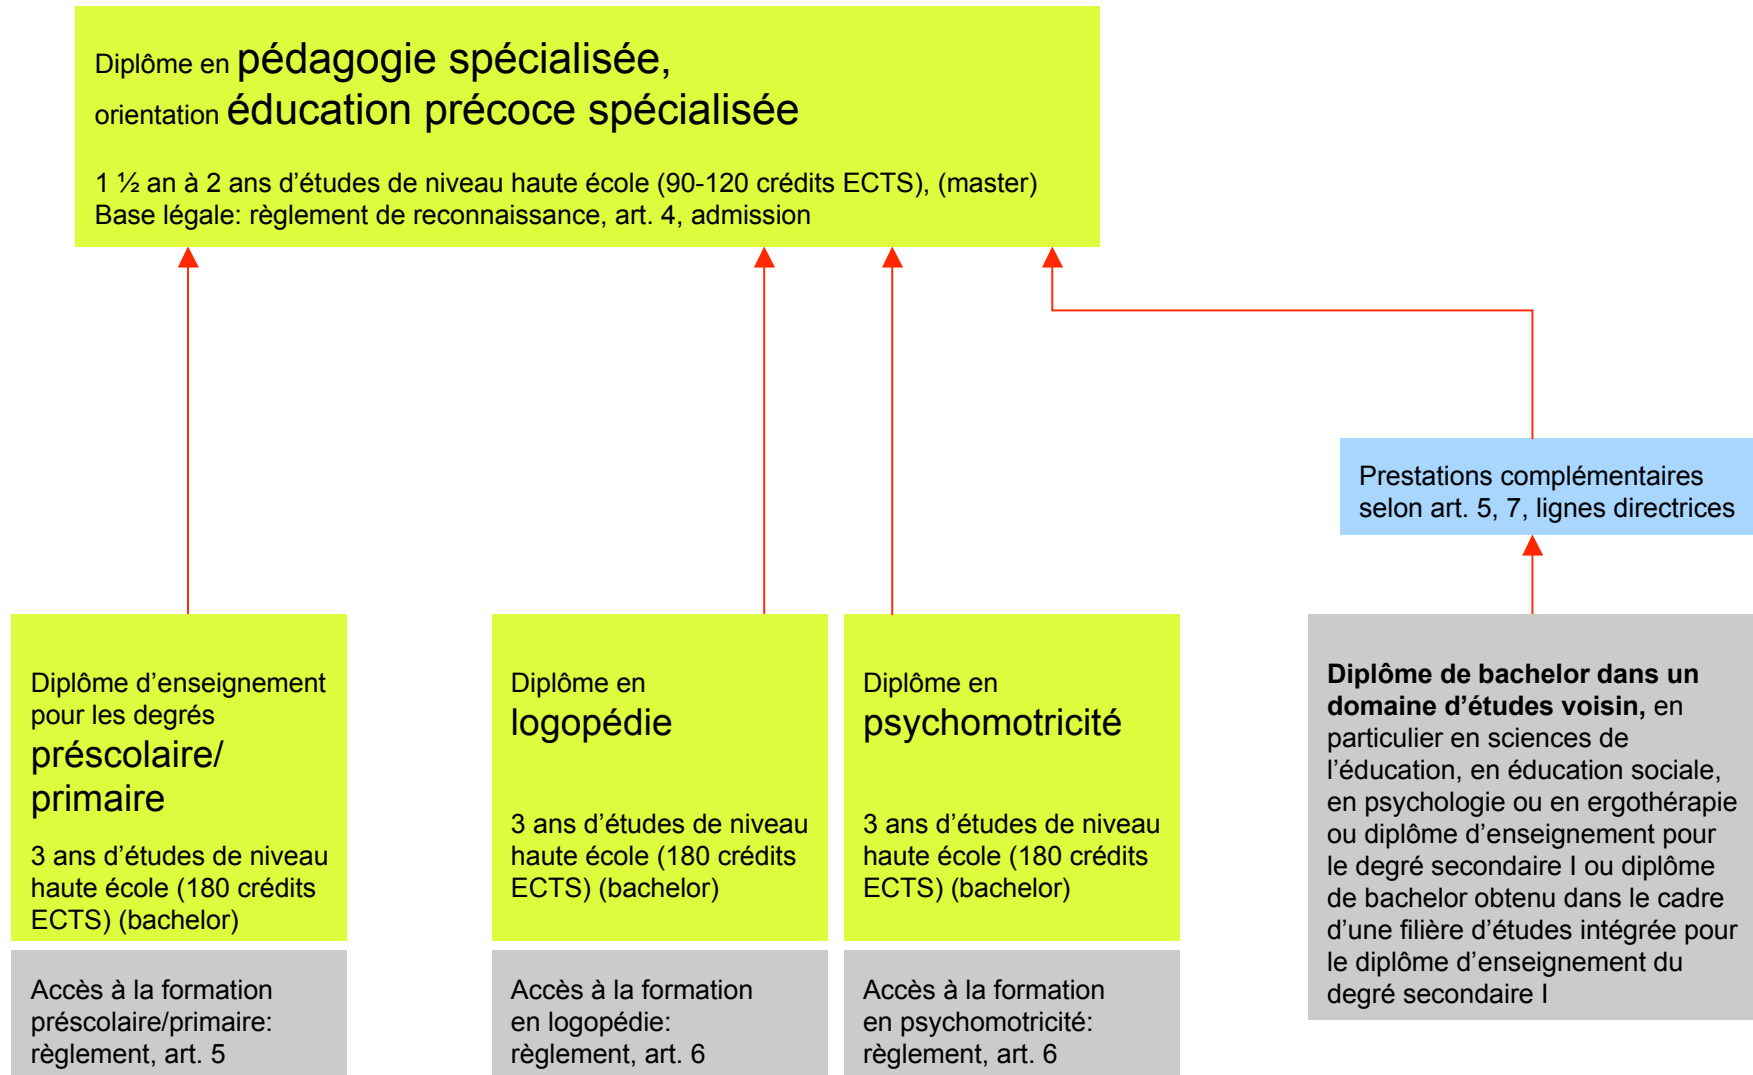 Diplôme en pédagogie spécialisée,
orientation éducation précoce spécialisée
1 ½ an à 2 ans d’études de niveau haute école (90-120 crédits ECTS), (master)
Base légale: règlement de reconnaissance, art. 4, admission
Prestations complémentaires
selon art. 5, 7, lignes directrices
Diplôme d’enseignement
pour les degrés
préscolaire/
primaire
3 ans d’études de niveau
haute école (180 crédits
ECTS) (bachelor)
Accès à la formation
préscolaire/primaire:
règlement, art. 5
Diplôme en
logopédie
3 ans d’études de niveau
haute école (180 crédits
ECTS) (bachelor)
Accès à la formation
en logopédie:
règlement, art. 6
Diplôme en
psychomotricité
3 ans d’études de niveau
haute école (180 crédits
ECTS) (bachelor)
Accès à la formation
en psychomotricité:
règlement, art. 6
Diplôme de bachelor dans un
domaine d’études voisin, en
particulier en sciences de
l’éducation, en éducation sociale,
en psychologie ou en ergothérapie
ou diplôme d’enseignement pour
le degré secondaire I ou diplôme
de bachelor obtenu dans le cadre
d’une filière d’études intégrée pour
le diplôme d’enseignement du
degré secondaire I